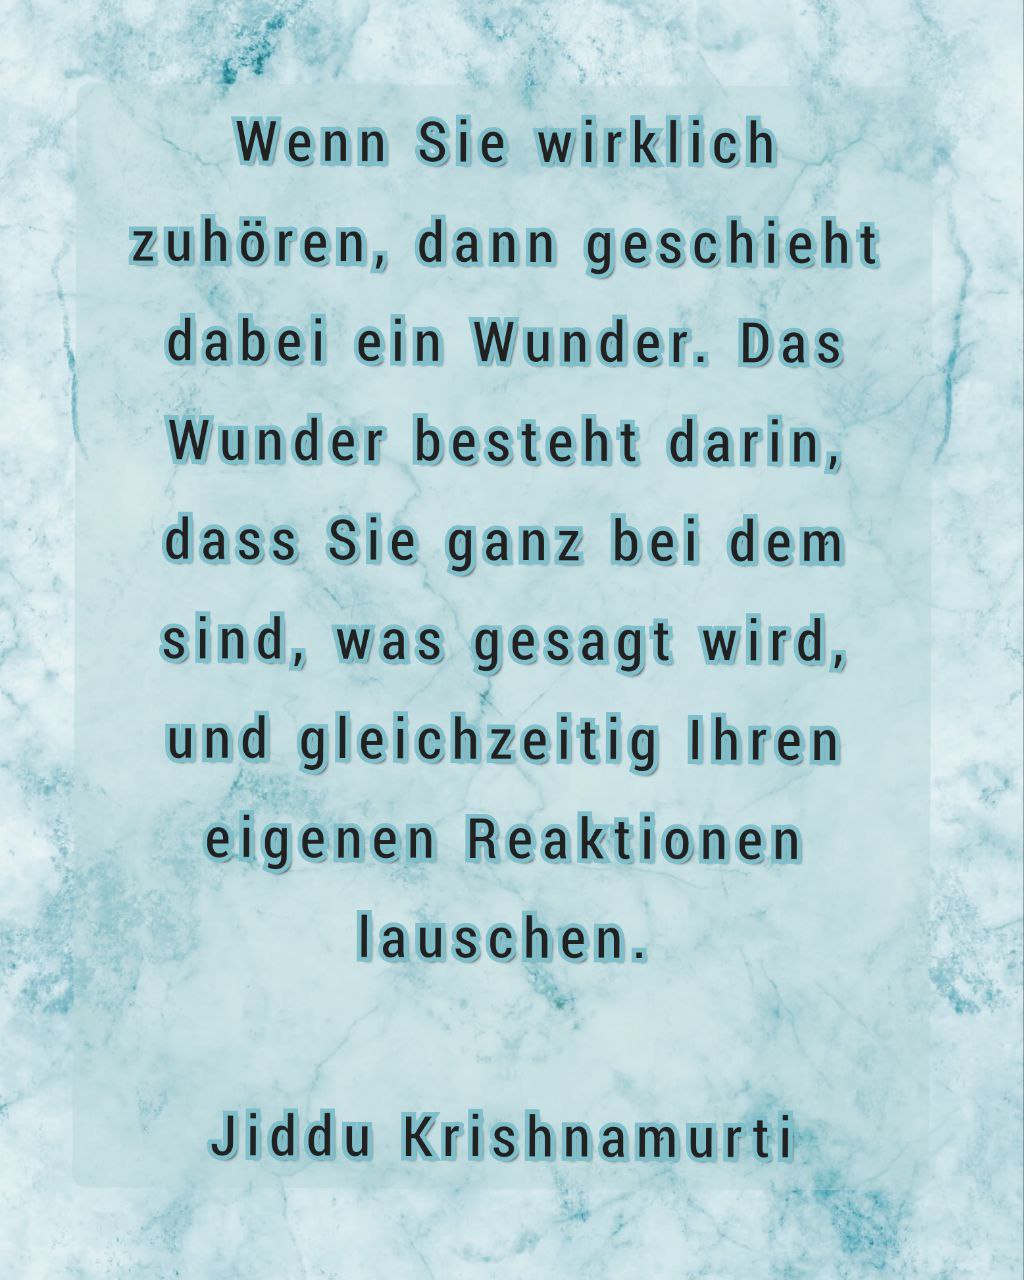 Wenn Sie wirklich
zuhören, dann geschieht
dabei ein Wunder. Das
Wunder besteht darin,
dass Sie ganz bei dem
sind, was gesagt wird,
und gleichzeitig Ihren
eigenen Reaktionen
lauschen.
Jiddu Krishnamurti